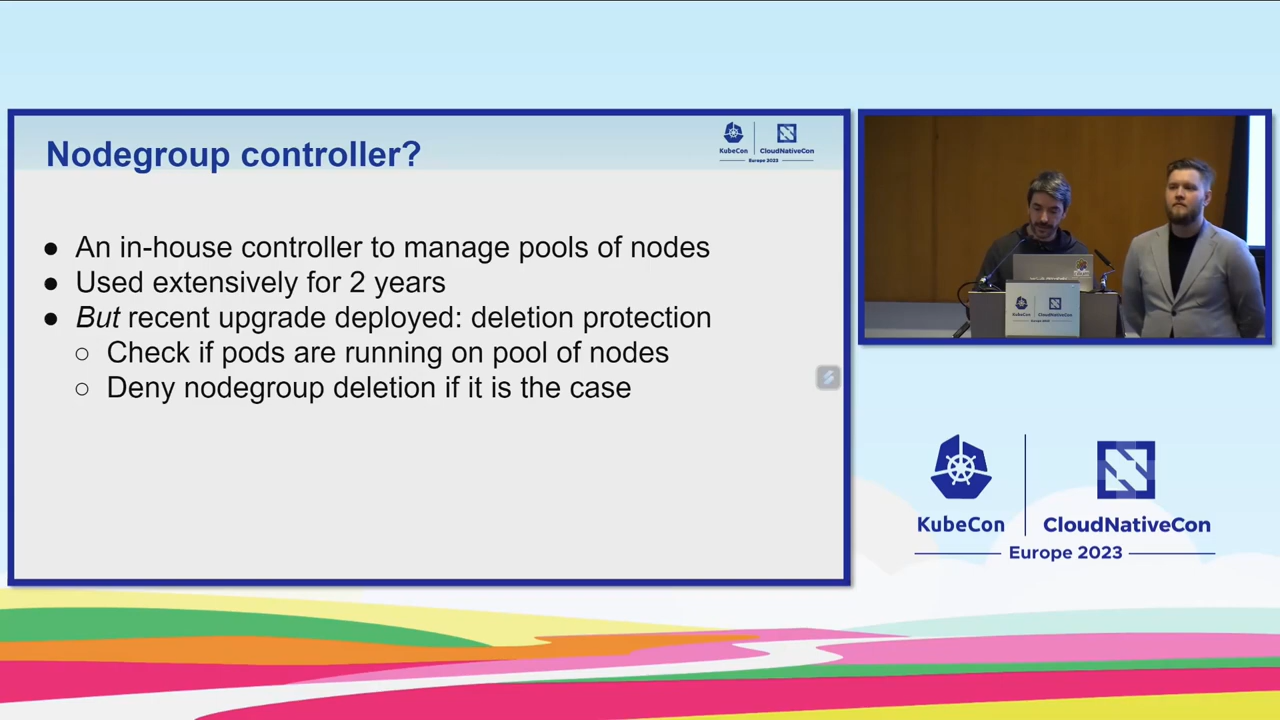 Nodegroup controller?
KubeCon
CloudNativeCon
Europe 2023
● An in-house controller to manage pools of nodes
● Used extensively for 2 years
● But recent upgrade deployed: deletion protection
○ Check if pods are running on pool of nodes
○ Deny nodegroup deletion if it is the case
KubeCon
CloudNativeCon
Europe 2023